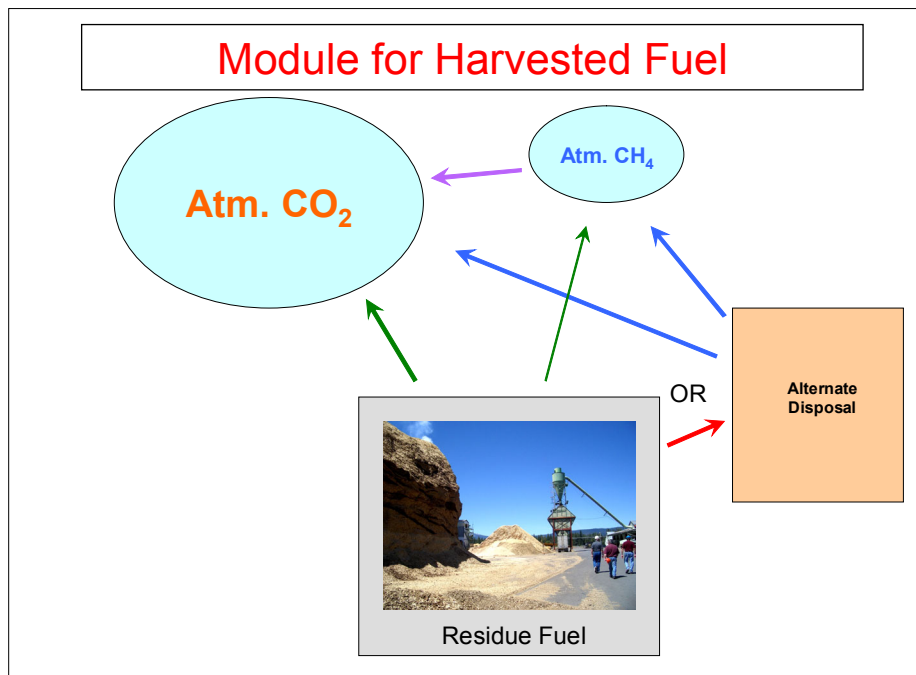 Module for Harvested Fuel
Atm. CO₂
Atm. CH₄
OR
Alternate
Disposal
Residue Fuel